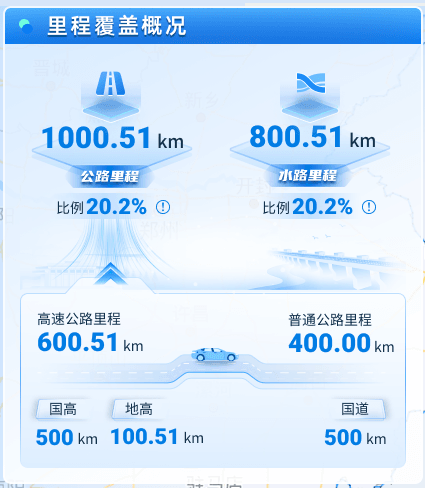 里程覆盖概况
1000.51 km 800.51 km
公路里程 水路里程
比例 20.2% 比例 20.2%
高速公路里程 普通公路里程
600.51 km 400.00 km
国高 地高 国道
500 km 100.51 km 500 km